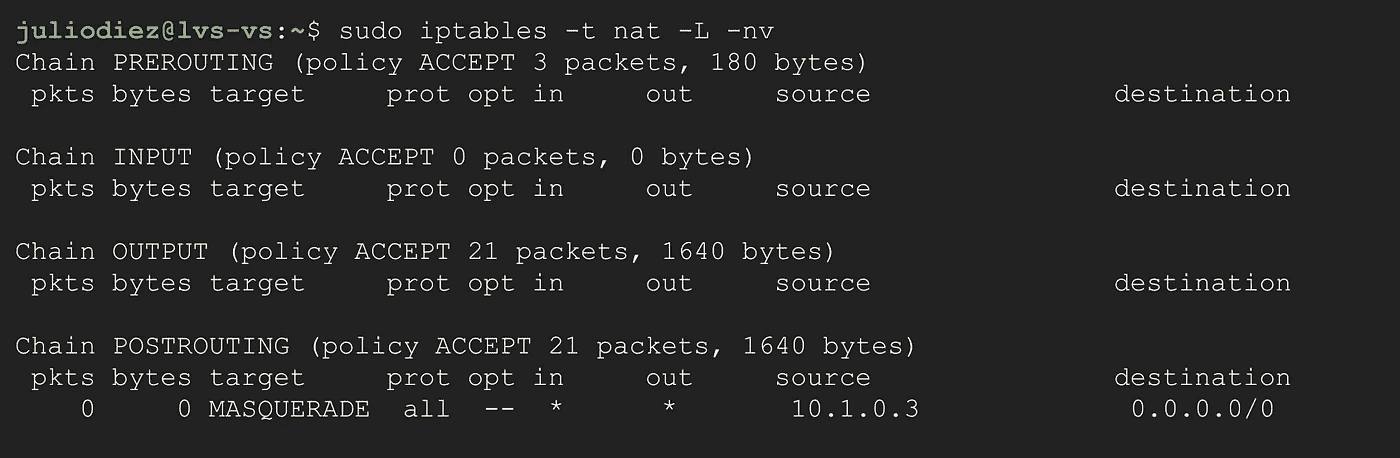 juliodiez@lvs-vs:~$ sudo iptables -t nat -L -nv
Chain PREROUTING (policy ACCEPT 3 packets, 180 bytes)
 pkts bytes target     prot opt in     out     source               destination

Chain INPUT (policy ACCEPT 0 packets, 0 bytes)
 pkts bytes target     prot opt in     out     source               destination

Chain OUTPUT (policy ACCEPT 21 packets, 1640 bytes)
 pkts bytes target     prot opt in     out     source               destination

Chain POSTROUTING (policy ACCEPT 21 packets, 1640 bytes)
 pkts bytes target     prot opt in     out     source               destination
    0     0 MASQUERADE  all  --  *      *       10.1.0.3             0.0.0.0/0